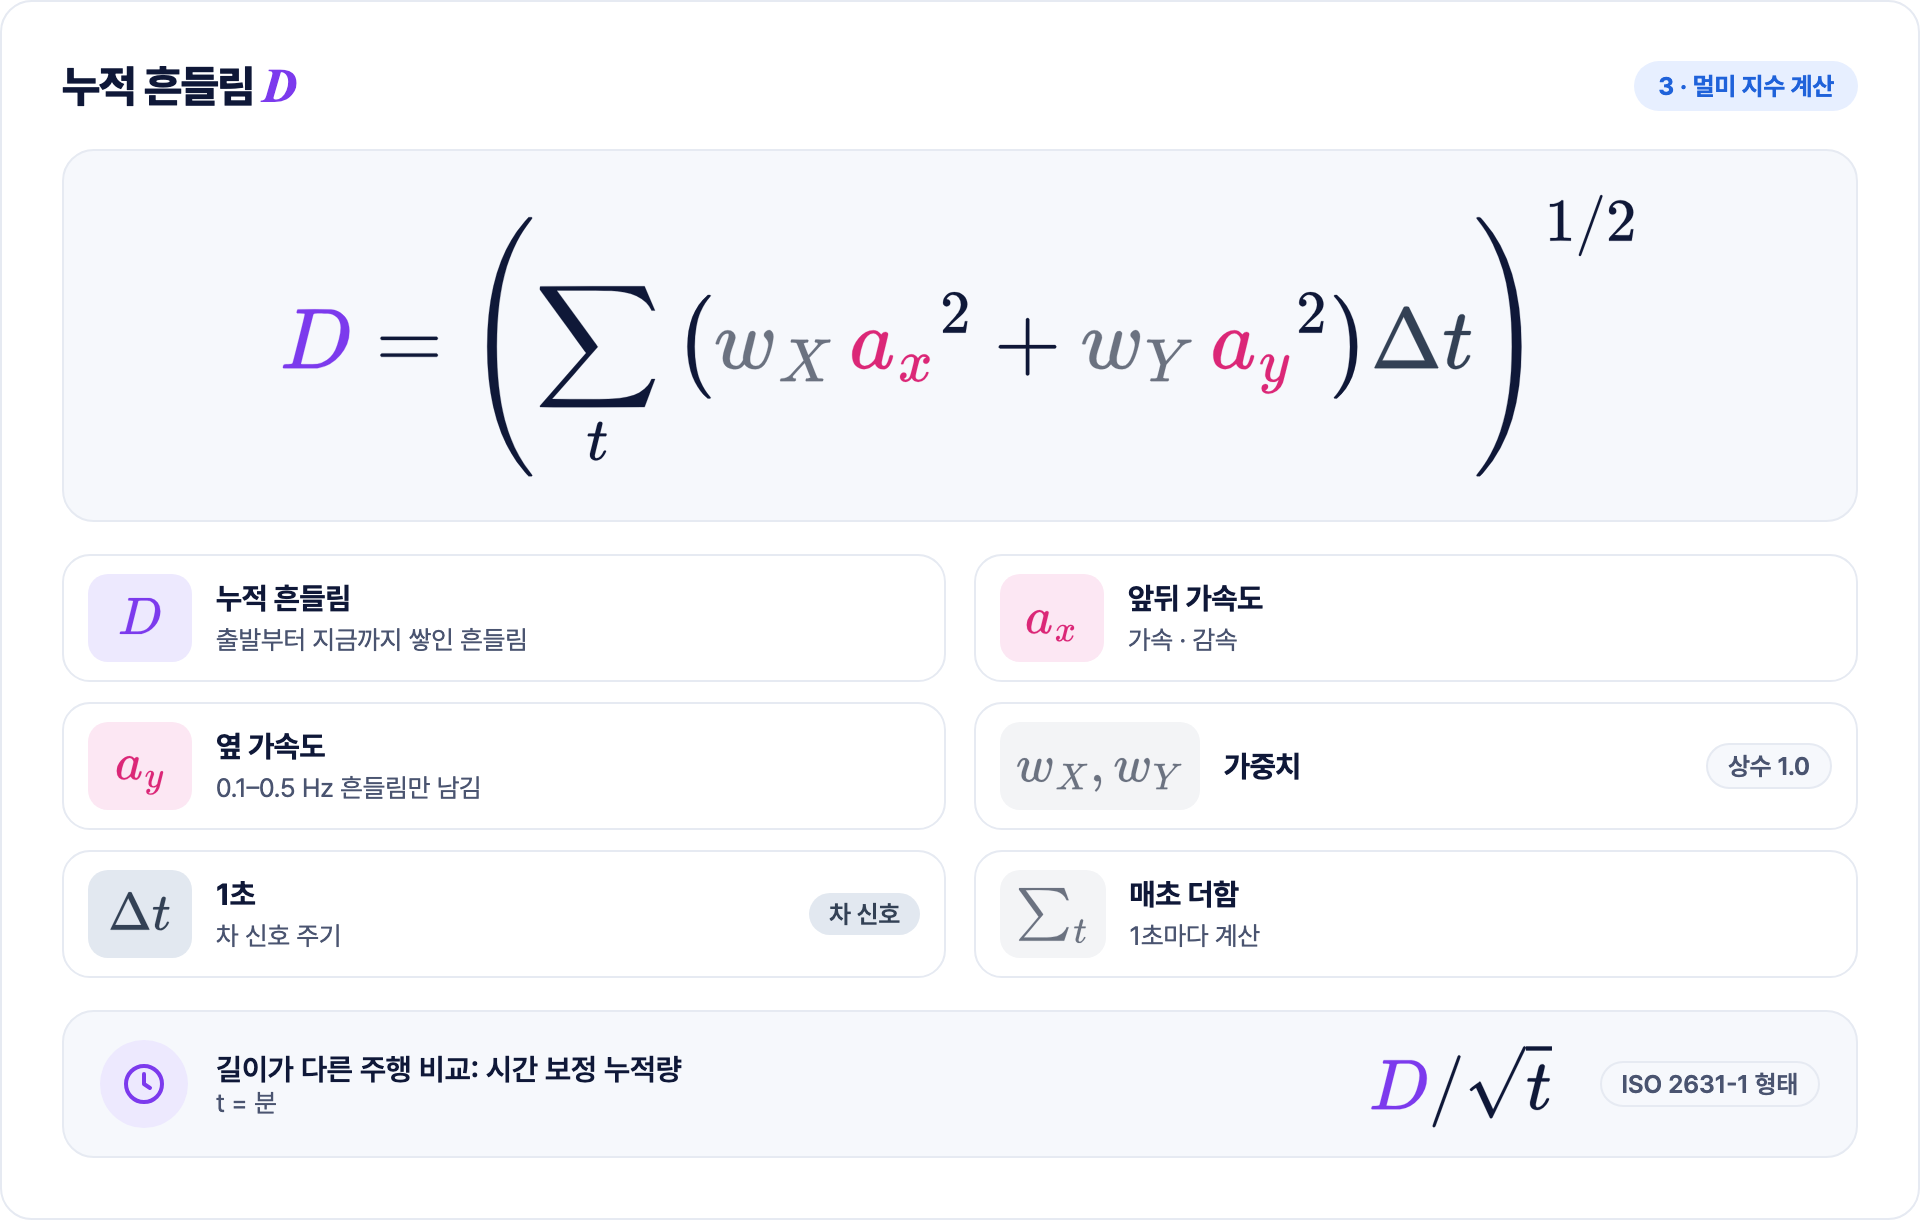 누적 흔들림 D
3 · 멀미 지수 계산
D = ( ∑_t ( w_X a_x² + w_Y a_y² ) Δt )^{1/2}
D
누적 흔들림
출발부터 지금까지 쌓인 흔들림
a_x
앞뒤 가속도
가속 · 감속
a_y
옆 가속도
0.1–0.5 Hz 흔들림만 남김
w_X, w_Y
가중치
상수 1.0
Δt
1초
차 신호 주기
차 신호
∑_t
매초 더함
1초마다 계산
길이가 다른 주행 비교: 시간 보정 누적량
t = 분
D/√t
ISO 2631-1 형태